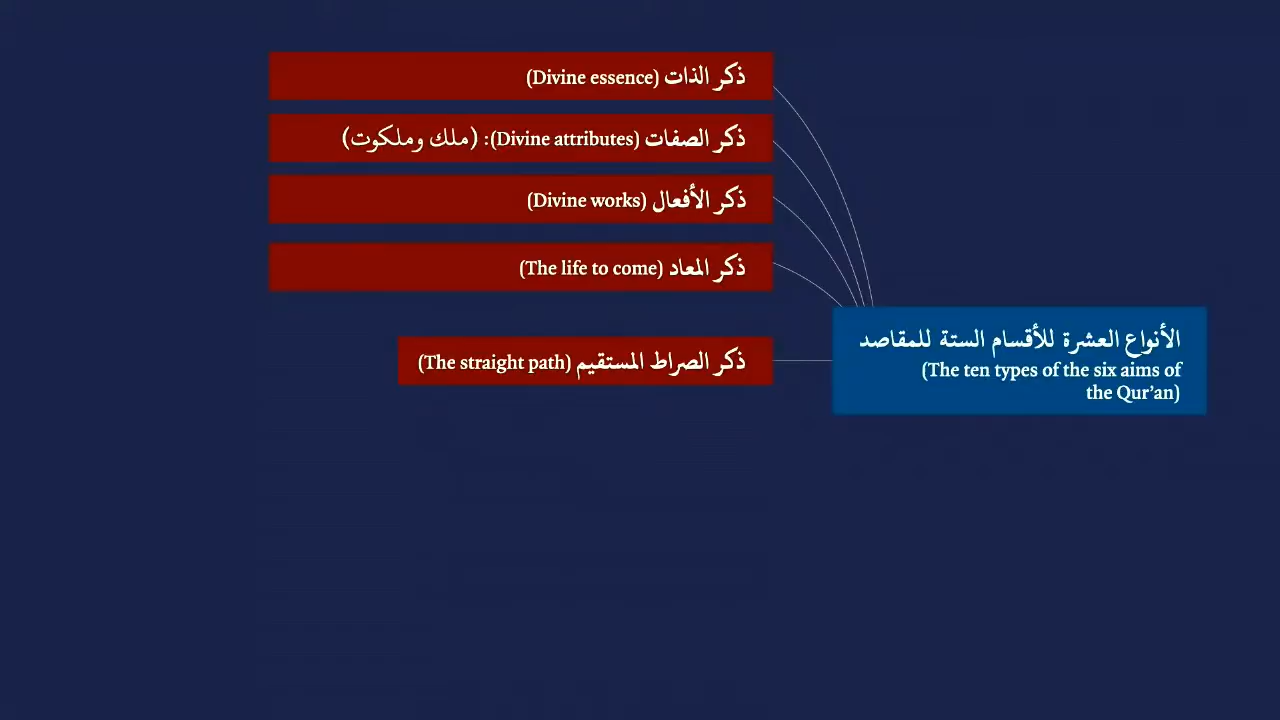 ذكر الذات (Divine essence)
ذكر الصفات (Divine attributes): (ملك وملكوت)
ذكر الأفعال (Divine works)
ذكر المعاد (The life to come)
ذكر الصراط المستقيم (The straight path)
الأنواع العشرة للأقسام الستة للمقاصد
(The ten types of the six aims of
the Qur’an)